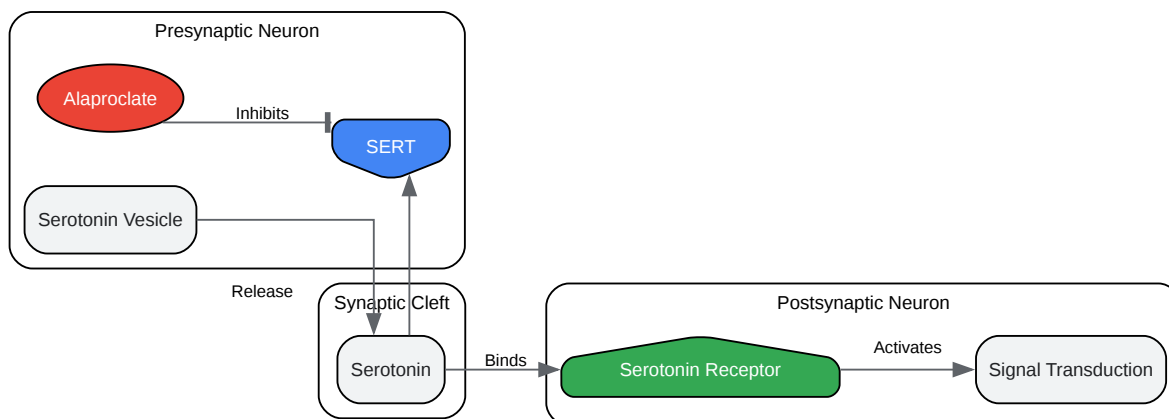 Presynaptic Neuron
Alaproclate
Inhibits
SERT
Serotonin Vesicle
Release
Synaptic Cleft
Postsynaptic Neuron
Serotonin
Binds
Serotonin Receptor
Activates
Signal Transduction